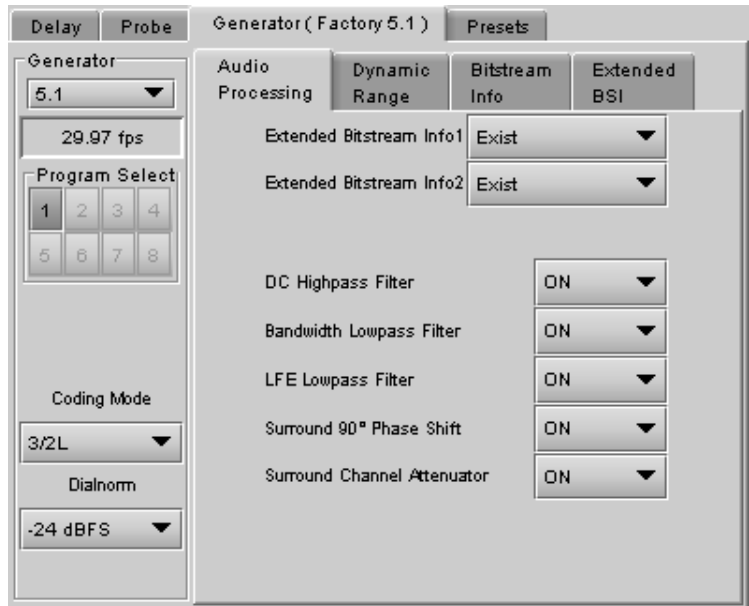 Delay Probe Generator ( Factory 5.1 ) Presets
Generator
5.1
29.97 fps
Program Select
1 2 3 4
5 6 7 8
Coding Mode
3/2L
Dialnorm
-24 dBFS
Audio Processing
Dynamic Range
Bitstream Info
Extended BSI
Extended Bitstream Info1 Exist
Extended Bitstream Info2 Exist
DC Highpass Filter ON
Bandwidth Lowpass Filter ON
LFE Lowpass Filter ON
Surround 90° Phase Shift ON
Surround Channel Attenuator ON